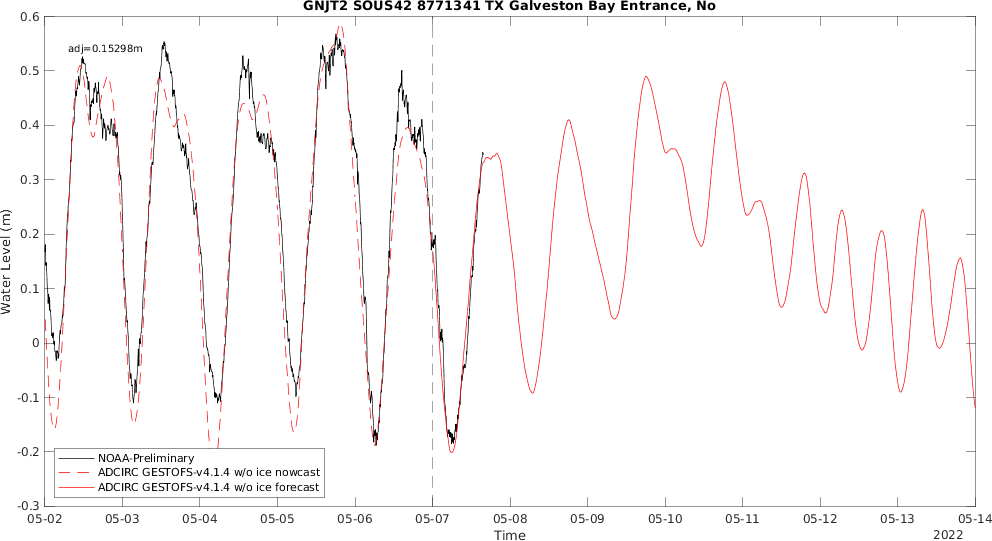 GNJT2 SOUS42 8771341 TX Galveston Bay Entrance, No
adj=0.15298m
Water Level (m)
0.6
0.5
0.4
0.3
0.2
0.1
0
-0.1
-0.2
-0.3
NOAA-Preliminary
ADCIRC GESTOFS-v4.1.4 w/o ice nowcast
ADCIRC GESTOFS-v4.1.4 w/o ice forecast
05-02 05-03 05-04 05-05 05-06 05-07 05-08 05-09 05-10 05-11 05-12 05-13 05-14
Time
2022